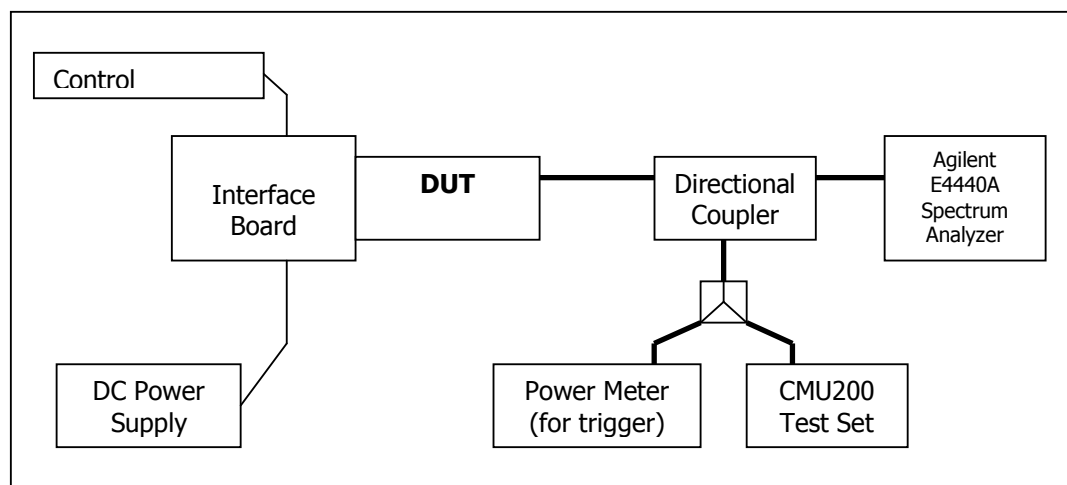 Control
Interface
Board
DUT
Directional
Coupler
Agilent
E4440A
Spectrum
Analyzer
DC Power
Supply
Power Meter
(for trigger)
CMU200
Test Set